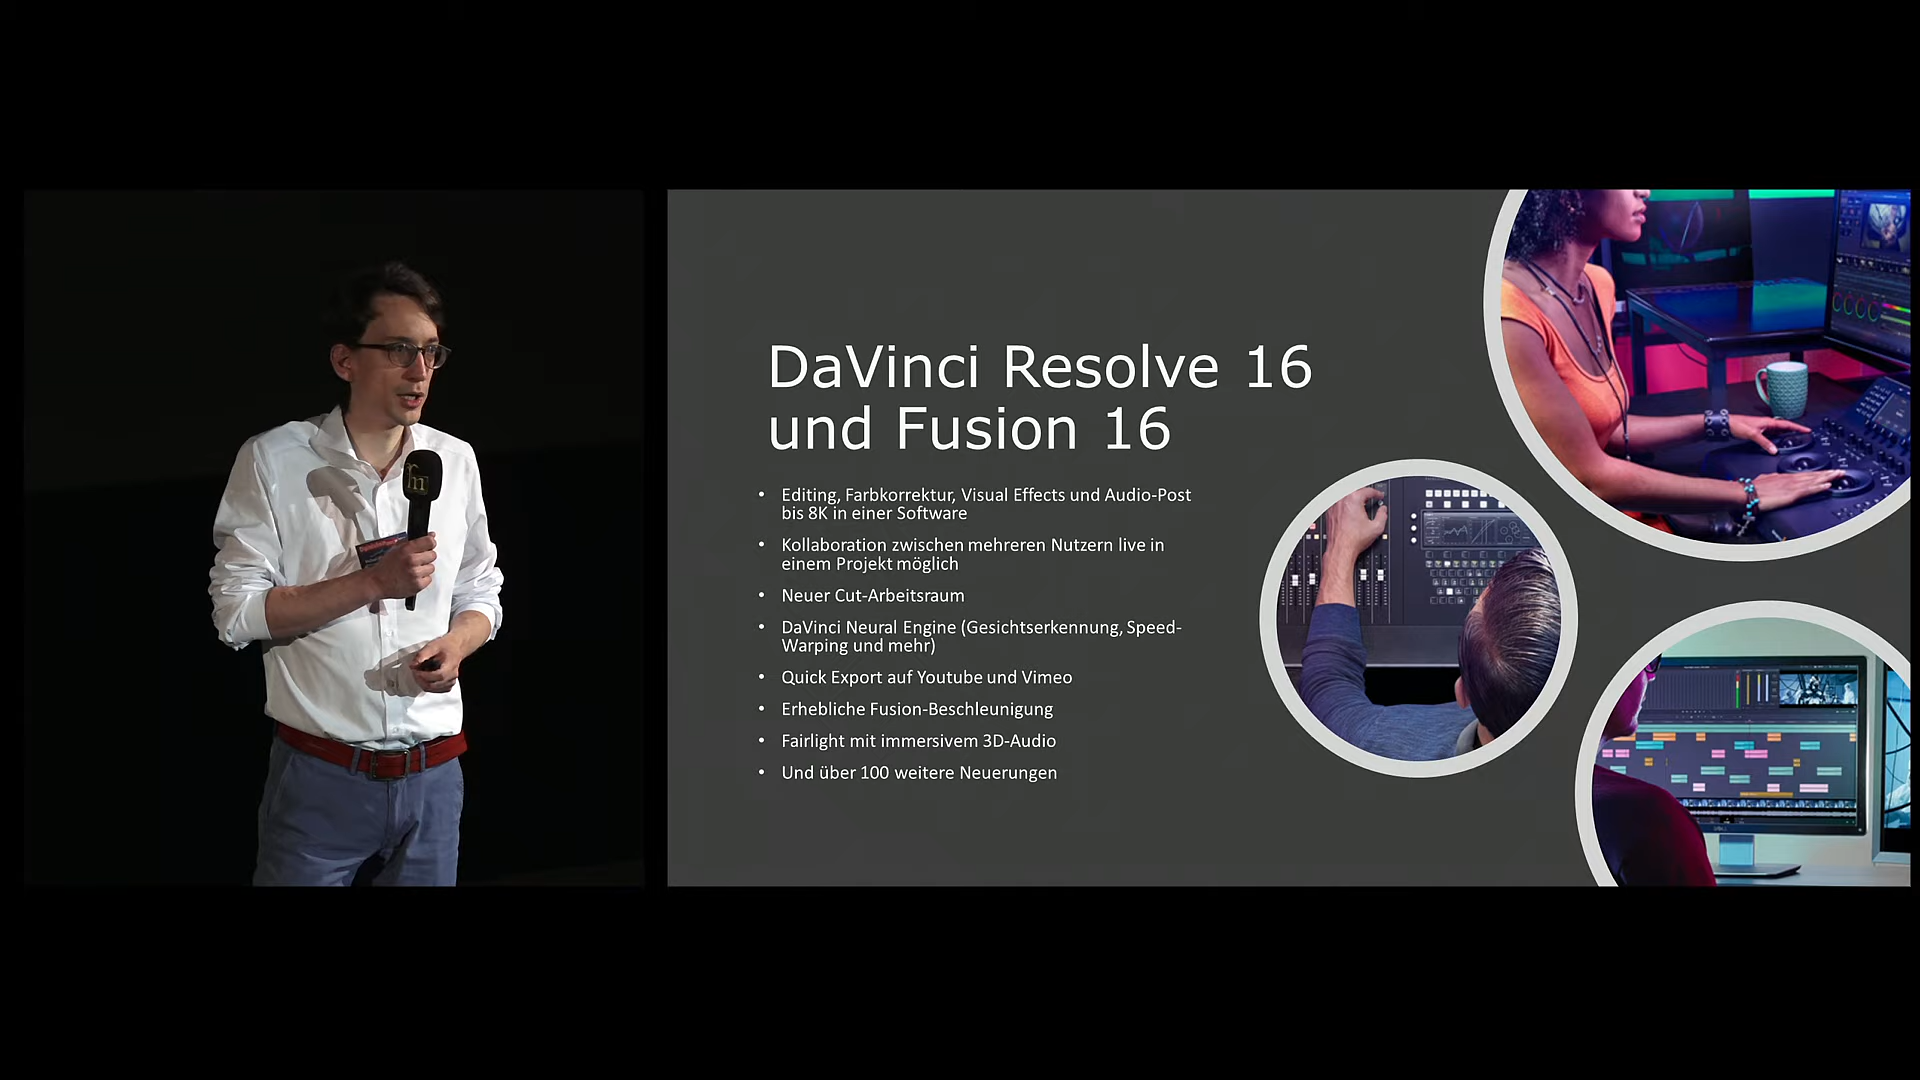 DaVinci Resolve 16
und Fusion 16
• Editing, Farbkorrektur, Visual Effects und Audio-Post
bis 8K in einer Software
• Kollaboration zwischen mehreren Nutzern live in
einem Projekt möglich
• Neuer Cut-Arbeitsraum
• DaVinci Neural Engine (Gesichtserkennung, Speed-
Warping und mehr)
• Quick Export auf Youtube und Vimeo
• Erhebliche Fusion-Beschleunigung
• Fairlight mit immersivem 3D-Audio
• Und über 100 weitere Neuerungen